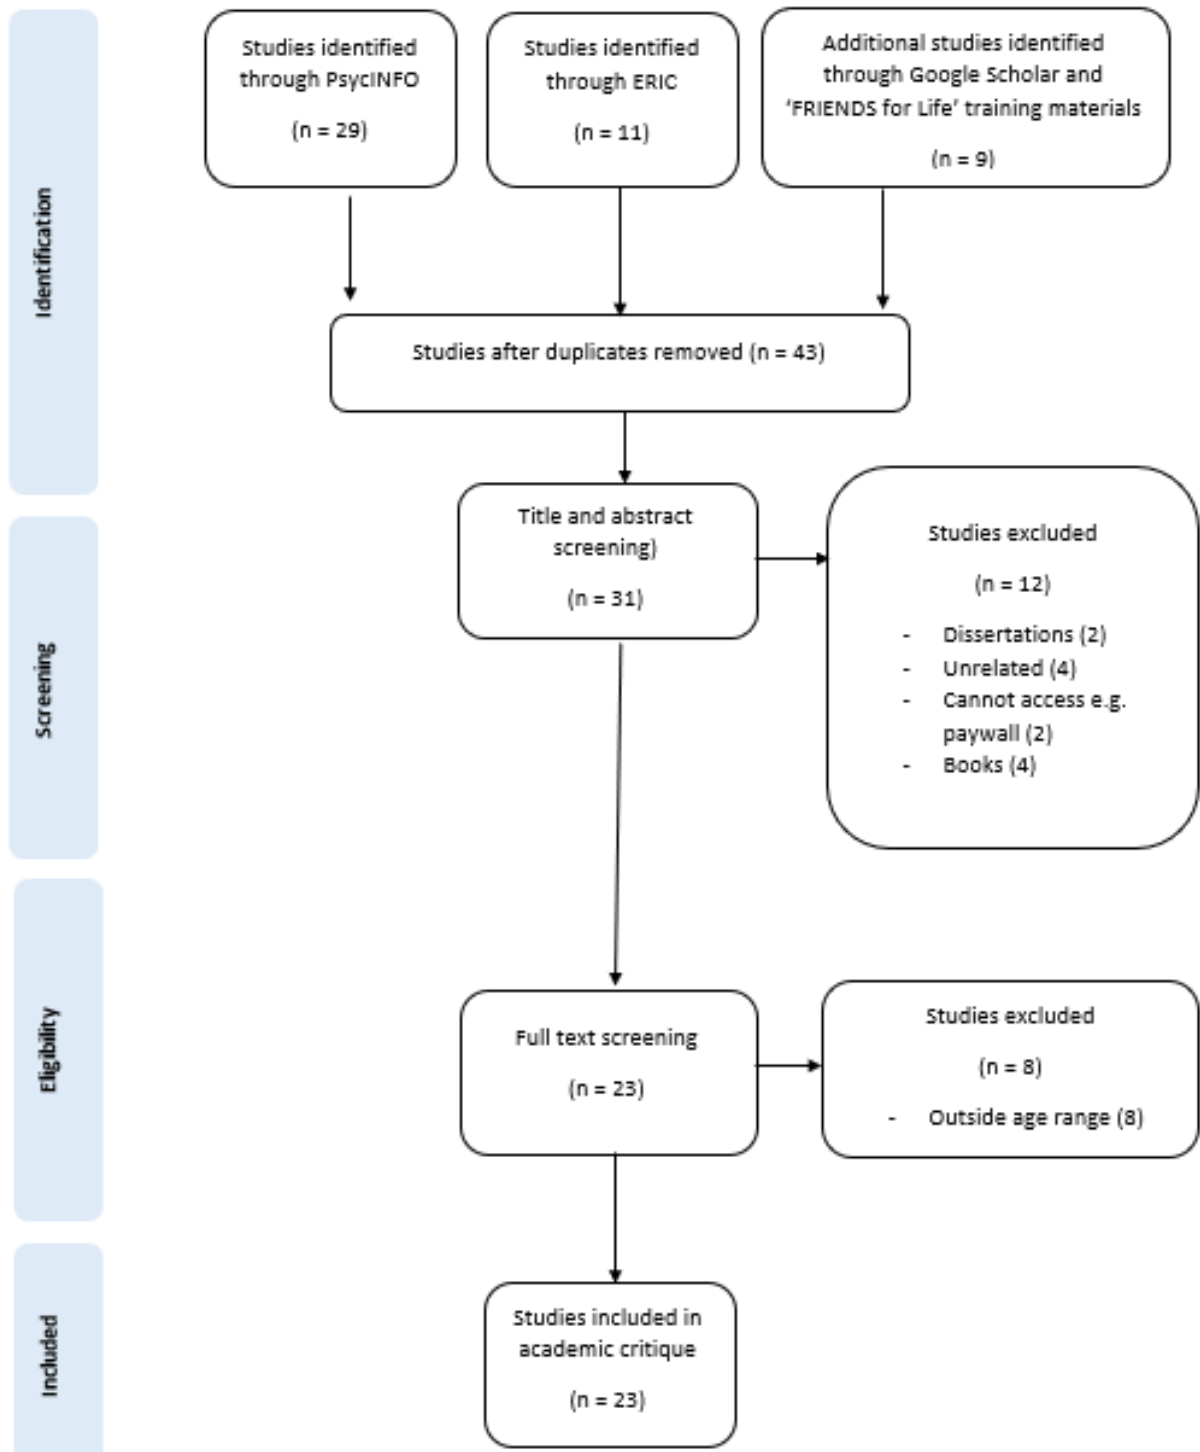 Identification
Studies identified
through PsycINFO
(n = 29)
Studies identified
through ERIC
(n = 11)
Additional studies identified
through Google Scholar and
‘FRIENDS for Life’ training materials
(n = 9)
Studies after duplicates removed (n = 43)
Screening
Title and abstract
screening)
(n = 31)
Studies excluded
(n = 12)
- Dissertations (2)
- Unrelated (4)
- Cannot access e.g.
paywall (2)
- Books (4)
Eligibility
Full text screening
(n = 23)
Studies excluded
(n = 8)
- Outside age range (8)
Included
Studies included in
academic critique
(n = 23)